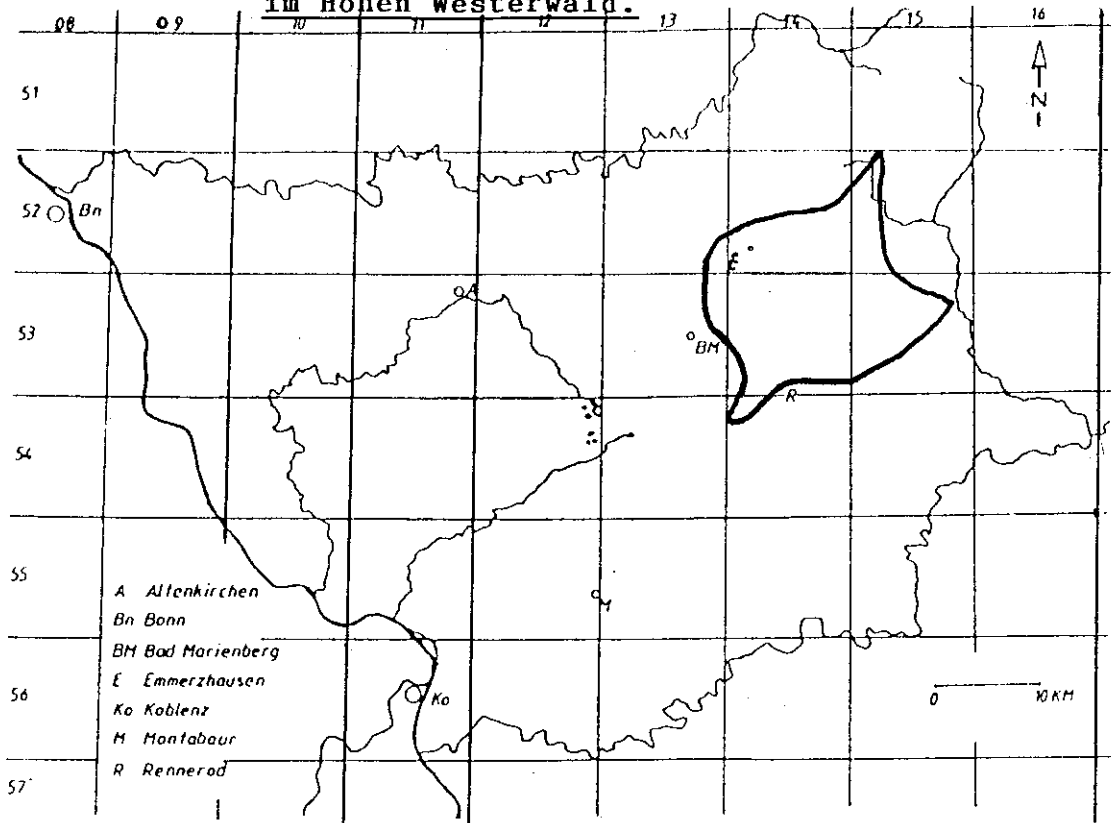 im Hohen Westerwald.
08 09 10 11 12 13 14 15 16
51
N
52
Bn
E
53
A
BM
R
54
55
M
A Altenkirchen
Bn Bonn
BM Bad Marienberg
E Emmerzhausen
Ko Koblenz
M Montabaur
R Rennerod
56
Ko
0 10 KM
57